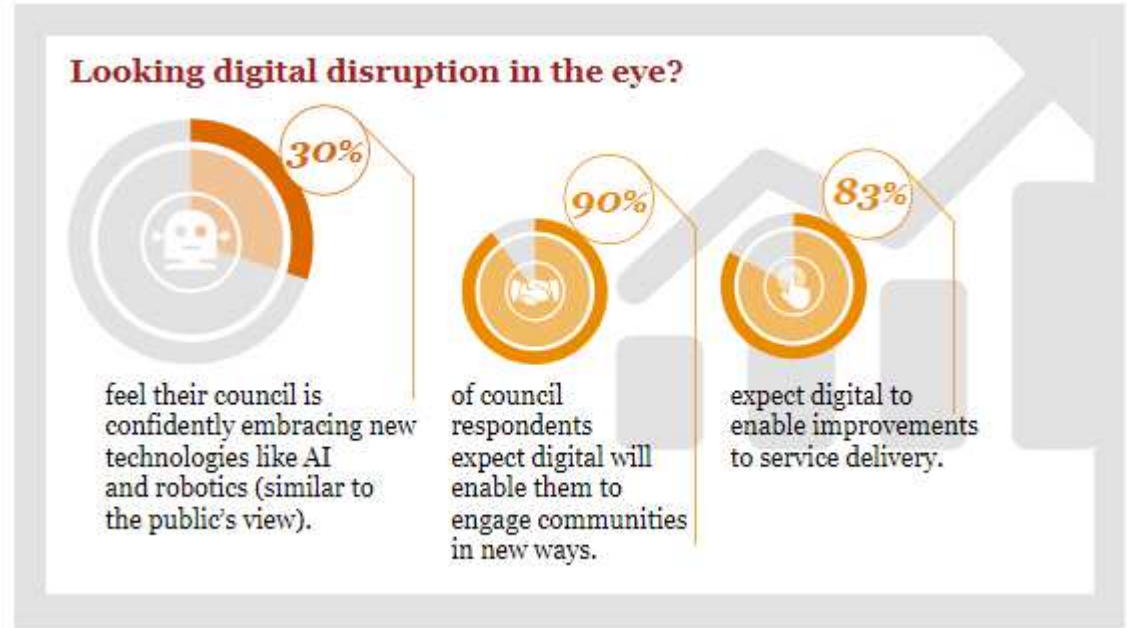 Looking digital disruption in the eye?
30%
feel their council is
confidently embracing new
technologies like AI
and robotics (similar to
the public's view).
90%
of council
respondents
expect digital will
enable them to
engage communities
in new ways.
83%
expect digital to
enable improvements
to service delivery.